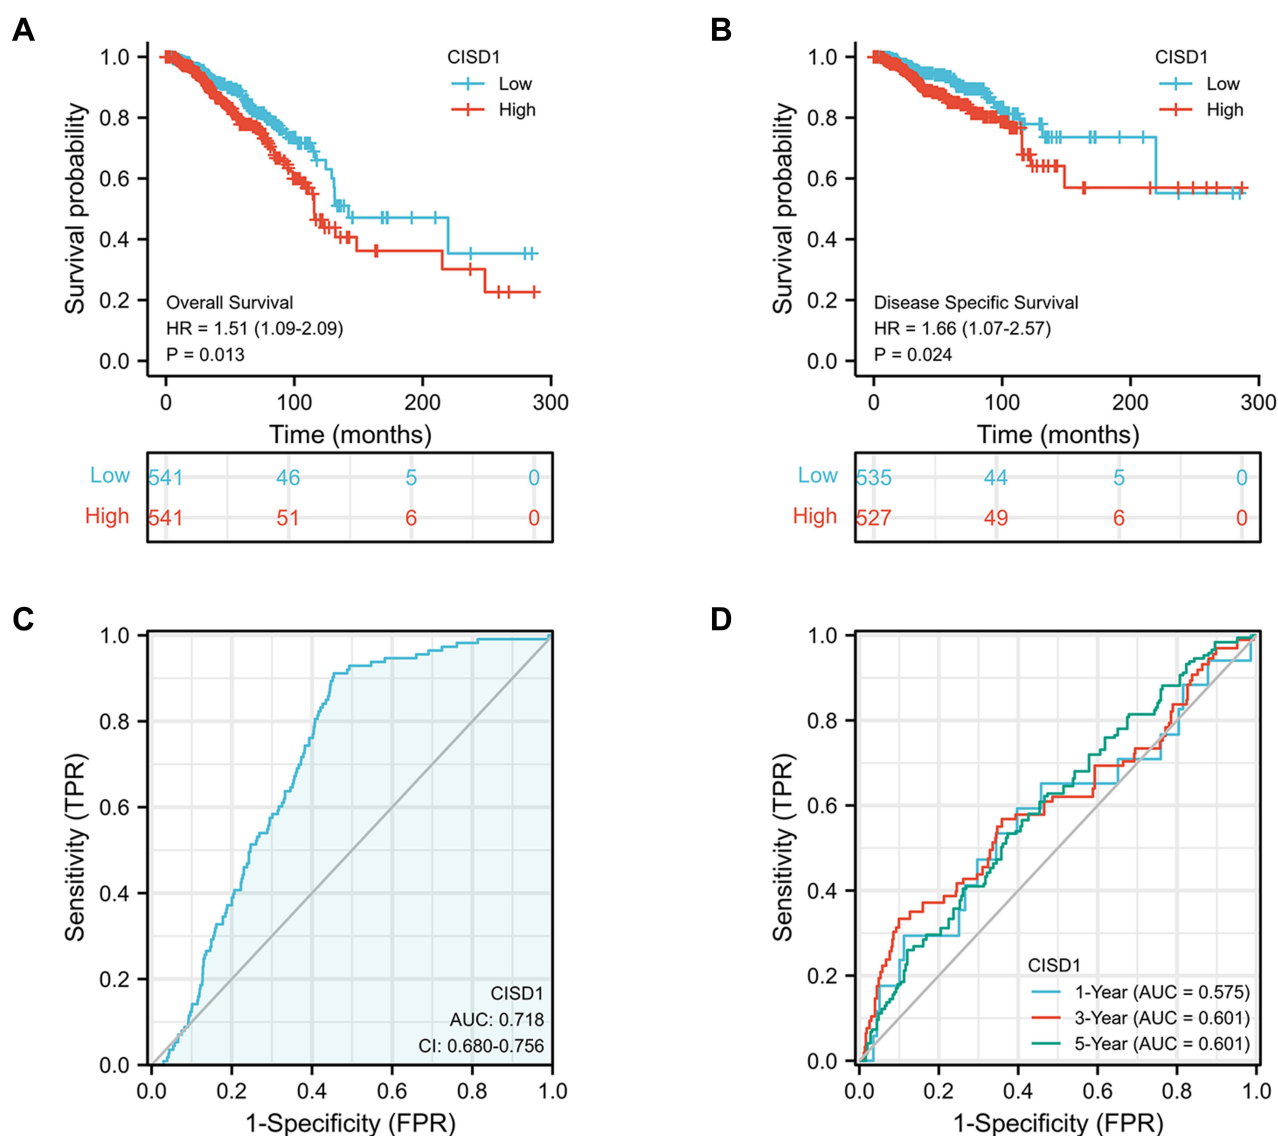 A
1.0
0.8
0.6
0.4
0.2
0.0
Survival probability
CISD1
Low
High
Overall Survival
HR = 1.51 (1.09-2.09)
P = 0.013
0 100 200 300
Time (months)
Low 541 46 5 0
High 541 51 6 0
B
1.0
0.8
0.6
0.4
0.2
0.0
Survival probability
CISD1
Low
High
Disease Specific Survival
HR = 1.66 (1.07-2.57)
P = 0.024
0 100 200 300
Time (months)
Low 535 44 5 0
High 527 49 6 0
C
1.0
0.8
0.6
0.4
0.2
0.0
Sensitivity (TPR)
CISD1
AUC: 0.718
CI: 0.680-0.756
0.0 0.2 0.4 0.6 0.8 1.0
1-Specificity (FPR)
D
1.0
0.8
0.6
0.4
0.2
0.0
Sensitivity (TPR)
CISD1
1-Year (AUC = 0.575)
3-Year (AUC = 0.601)
5-Year (AUC = 0.601)
0.0 0.2 0.4 0.6 0.8 1.0
1-Specificity (FPR)